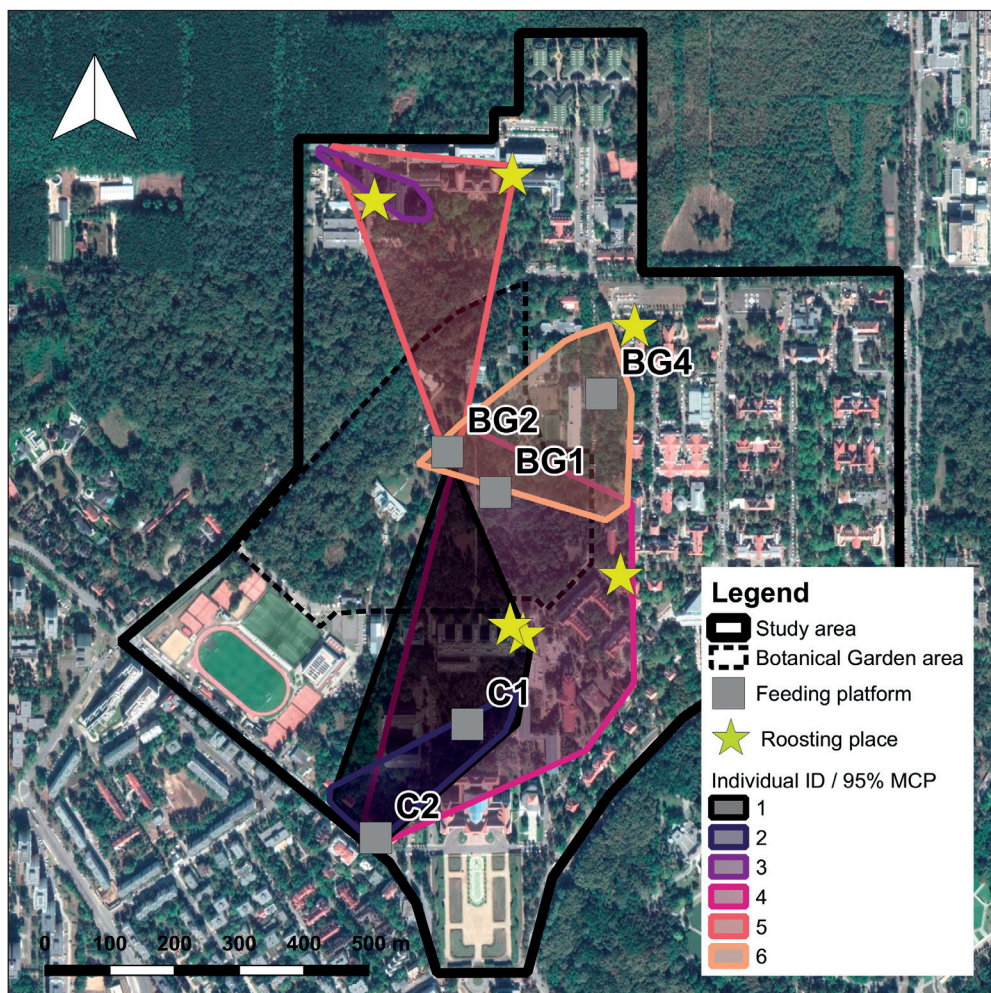 BG4
BG2
BG1
C1
C2
0 100 200 300 400 500 m
Legend
Study area
Botanical Garden area
Feeding platform
Roosting place
Individual ID / 95% MCP
1
2
3
4
5
6